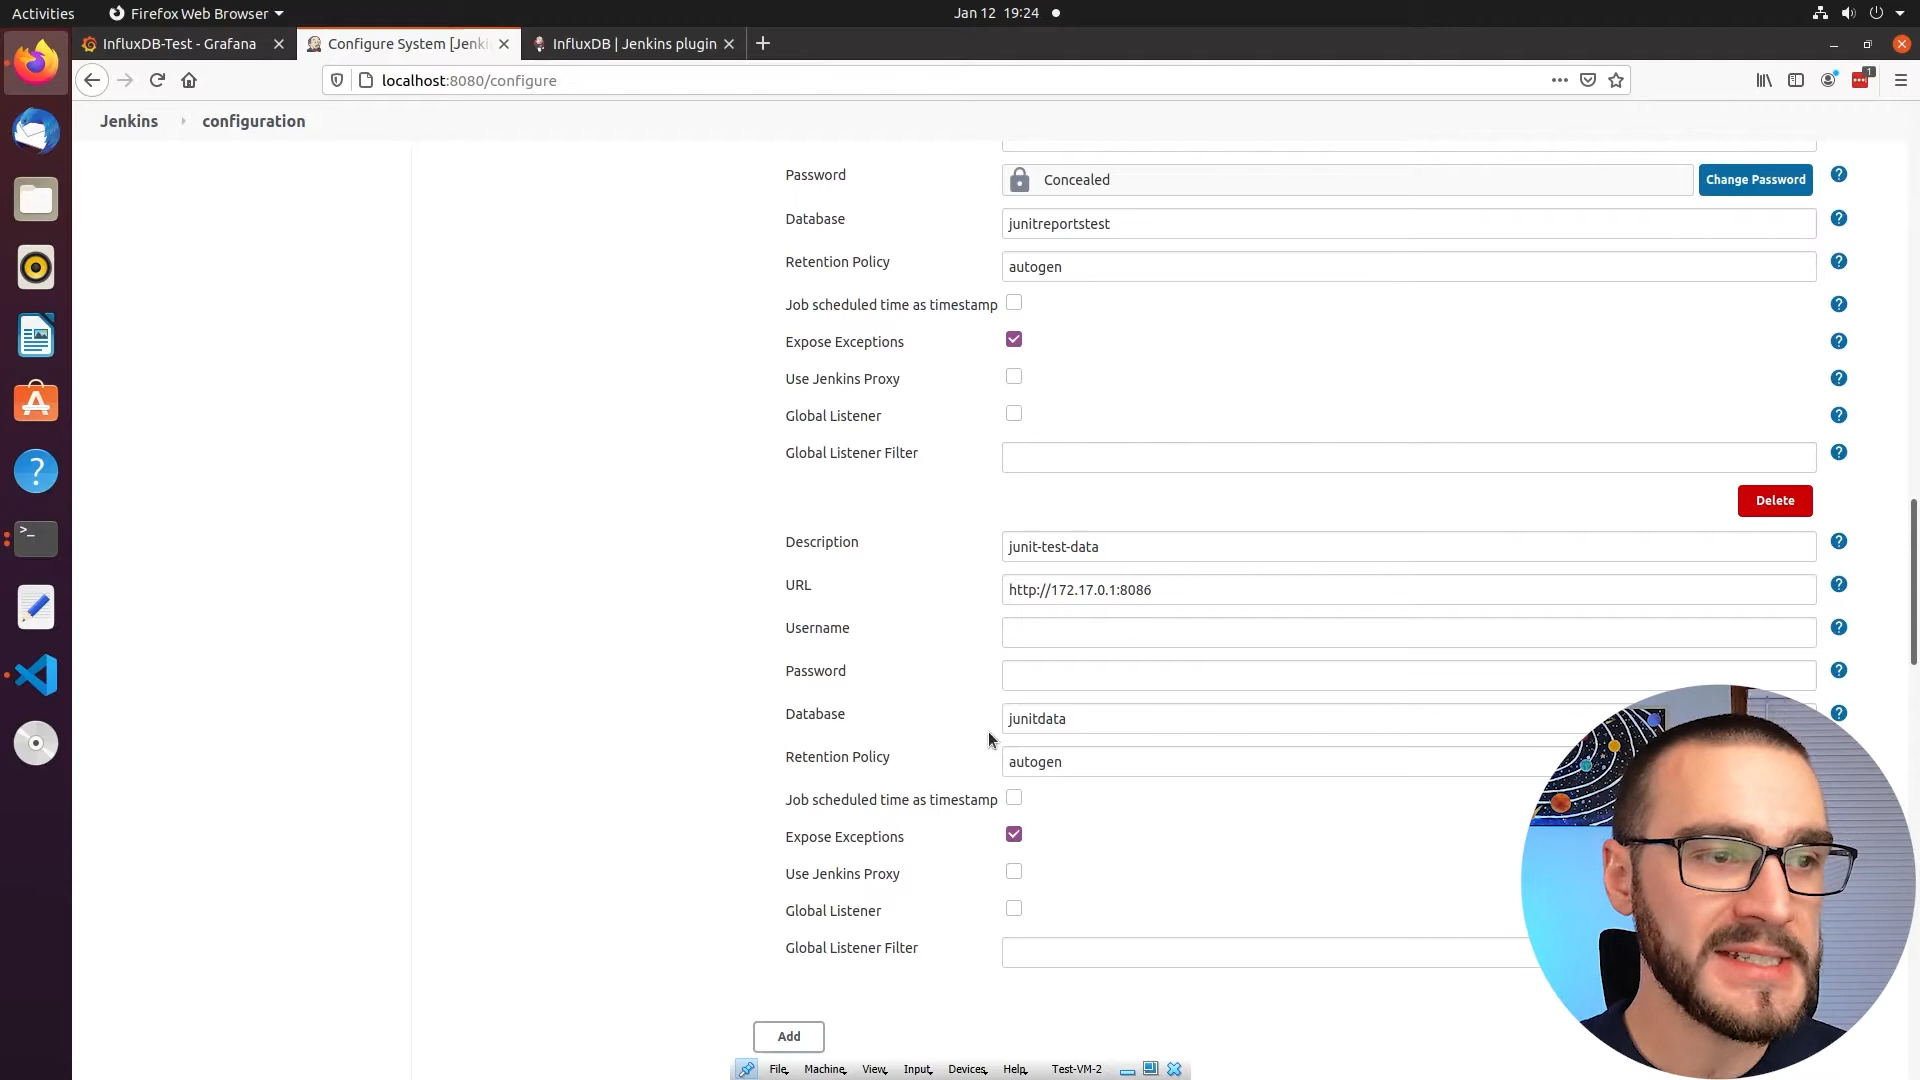 Activities Firefox Web Browser Jan 12 19:24
InfluxDB-Test - Grafana Configure System [Jenki InfluxDB | Jenkins plugin
localhost:8080/configure 1
Jenkins configuration
Password Concealed Change Password ?
Database junitreportstest ?
Retention Policy autogen ?
Job scheduled time as timestamp ?
Expose Exceptions ?
Use Jenkins Proxy ?
Global Listener ?
Global Listener Filter ?
Delete
Description junit-test-data ?
URL http://172.17.0.1:8086 ?
Username ?
Password ?
Database junitdata ?
Retention Policy autogen
Job scheduled time as timestamp
Expose Exceptions
Use Jenkins Proxy
Global Listener
Global Listener Filter
Add
File Machine View Input Devices Help Test-VM-2